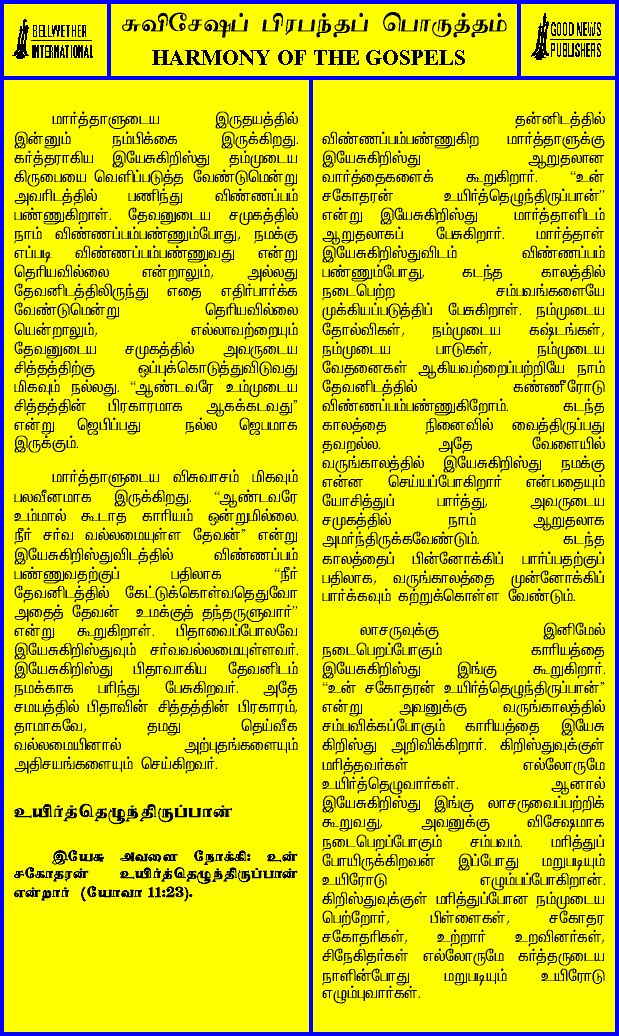 BELLWETHER
INTERNATIONAL
சுவிசேஷப் பிரபந்தப் பொருத்தம்
HARMONY OF THE GOSPELS
GOOD NEWS
PUBLISHERS
மார்த்தாளுடைய இருதயத்தில்
இன்னும் நம்பிக்கை இருக்கிறது.
கர்த்தராகிய இயேசுகிறிஸ்து தம்முடைய
கிருபையை வெளிப்படுத்த வேண்டுமென்று
அவரிடத்தில் பணிந்து விண்ணப்பம்
பண்ணுகிறாள். தேவனுடைய சமுகத்தில்
நாம் விண்ணப்பம்பண்ணும்போது, நமக்கு
எப்படி விண்ணப்பம்பண்ணுவது என்று
தெரியவில்லை என்றாலும், அல்லது
தேவனிடத்திலிருந்து எதை எதிர்பார்க்க
வேண்டுமென்று தெரியவில்லை
யென்றாலும், எல்லாவற்றையும்
தேவனுடைய சமுகத்தில் அவருடைய
சித்தத்திற்கு ஒப்புக்கொடுத்துவிடுவது
மிகவும் நல்லது. “ஆண்டவரே உம்முடைய
சித்தத்தின் பிரகாரமாக ஆகக்கடவது”
என்று ஜெபிப்பது நல்ல ஜெபமாக
இருக்கும்.
மார்த்தாளுடைய விசுவாசம் மிகவும்
பலவீனமாக இருக்கிறது. “ஆண்டவரே
உம்மால் கூடாத காரியம் ஒன்றுமில்லை.
நீர் சர்வ வல்லமையுள்ள தேவன்” என்று
இயேசுகிறிஸ்துவிடத்தில் விண்ணப்பம்
பண்ணுவதற்குப் பதிலாக “நீர்
தேவனிடத்தில் கேட்டுக்கொள்வதெதுவோ
அதைத் தேவன் உமக்குத் தந்தருளுவார்”
என்று கூறுகிறாள். பிதாவைப்போலவே
இயேசுகிறிஸ்துவும் சர்வவல்லமையுள்ளவர்.
இயேசுகிறிஸ்து பிதாவாகிய தேவனிடம்
நமக்காக பரிந்து பேசுகிறவர். அதே
சமயத்தில் பிதாவின் சித்தத்தின் பிரகாரம்,
தாமாகவே, தமது தெய்வீக
வல்லமையினால் அற்புதங்களையும்
அதிசயங்களையும் செய்கிறவர்.
உயிர்த்தெழுந்திருப்பான்
இயேசு அவளை நோக்கி: உன்
சகோதரன் உயிர்த்தெழுந்திருப்பான்
என்றார் (யோவா 11:23).
தன்னிடத்தில்
விண்ணப்பம்பண்ணுகிற மார்த்தாளுக்கு
இயேசுகிறிஸ்து ஆறுதலான
வார்த்தைகளைக் கூறுகிறார். “உன்
சகோதரன் உயிர்த்தெழுந்திருப்பான்”
என்று இயேசுகிறிஸ்து மார்த்தாளிடம்
ஆறுதலாகப் பேசுகிறார். மார்த்தாள்
இயேசுகிறிஸ்துவிடம் விண்ணப்பம்
பண்ணும்போது, கடந்த காலத்தில்
நடைபெற்ற சம்பவங்களையே
முக்கியப்படுத்திப் பேசுகிறாள். நம்முடைய
தோல்விகள், நம்முடைய கஷ்டங்கள்,
நம்முடைய பாடுகள், நம்முடைய
வேதனைகள் ஆகியவற்றைப்பற்றியே நாம்
தேவனிடத்தில் கண்ணீரோடு
விண்ணப்பம்பண்ணுகிறோம். கடந்த
காலத்தை நினைவில் வைத்திருப்பது
தவறல்ல. அதே வேளையில்
வருங்காலத்தில் இயேசுகிறிஸ்து நமக்கு
என்ன செய்யப்போகிறார் என்பதையும்
யோசித்துப் பார்த்து, அவருடைய
சமுகத்தில் நாம் ஆறுதலாக
அமர்ந்திருக்கவேண்டும். கடந்த
காலத்தைப் பின்னோக்கிப் பார்ப்பதற்குப்
பதிலாக, வருங்காலத்தை முன்னோக்கிப்
பார்க்கவும் கற்றுக்கொள்ள வேண்டும்.
லாசருவுக்கு இனிமேல்
நடைபெறப்போகும் காரியத்தை
இயேசுகிறிஸ்து இங்கு கூறுகிறார்.
“உன் சகோதரன் உயிர்த்தெழுந்திருப்பான்”
என்று அவனுக்கு வருங்காலத்தில்
சம்பவிக்கப்போகும் காரியத்தை இயேசு
கிறிஸ்து அறிவிக்கிறார். கிறிஸ்துவுக்குள்
மரித்தவர்கள் எல்லோருமே
உயிர்த்தெழுவார்கள். ஆனால்
இயேசுகிறிஸ்து இங்கு லாசருவைப்பற்றிக்
கூறுவது, அவனுக்கு விசேஷமாக
நடைபெறப்போகும் சம்பவம். மரித்துப்
போயிருக்கிறவன் இப்போது மறுபடியும்
உயிரோடு எழும்பப்போகிறான்.
கிறிஸ்துவுக்குள் மரித்துப்போன நம்முடைய
பெற்றோர், பிள்ளைகள், சகோதர
சகோதரிகள், உற்றார் உறவினர்கள்,
சிநேகிதர்கள் எல்லோருமே கர்த்தருடைய
நாளின்போது மறுபடியும் உயிரோடு
எழும்புவார்கள்.